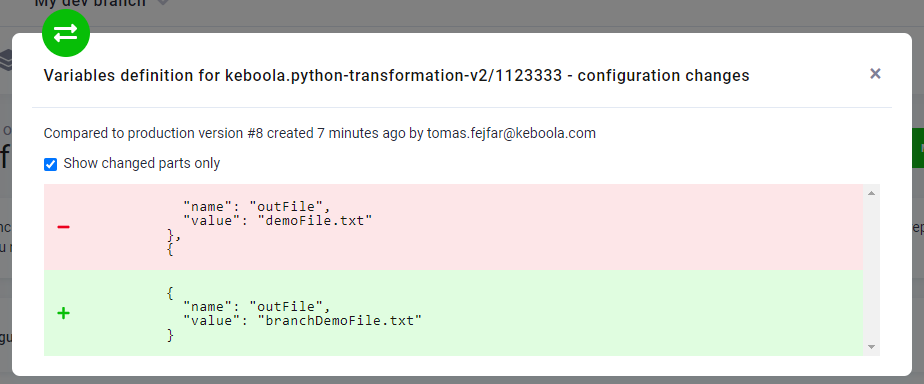 My dev branch
Variables definition for keboola.python-transformation-v2/1123333 - configuration changes
×
Compared to production version #8 created 7 minutes ago by tomas.fejfar@keboola.com
Show changed parts only
"name": "outFile",
− "value": "demoFile.txt"
},
{
{
+ "name": "outFile",
"value": "branchDemoFile.txt"
}